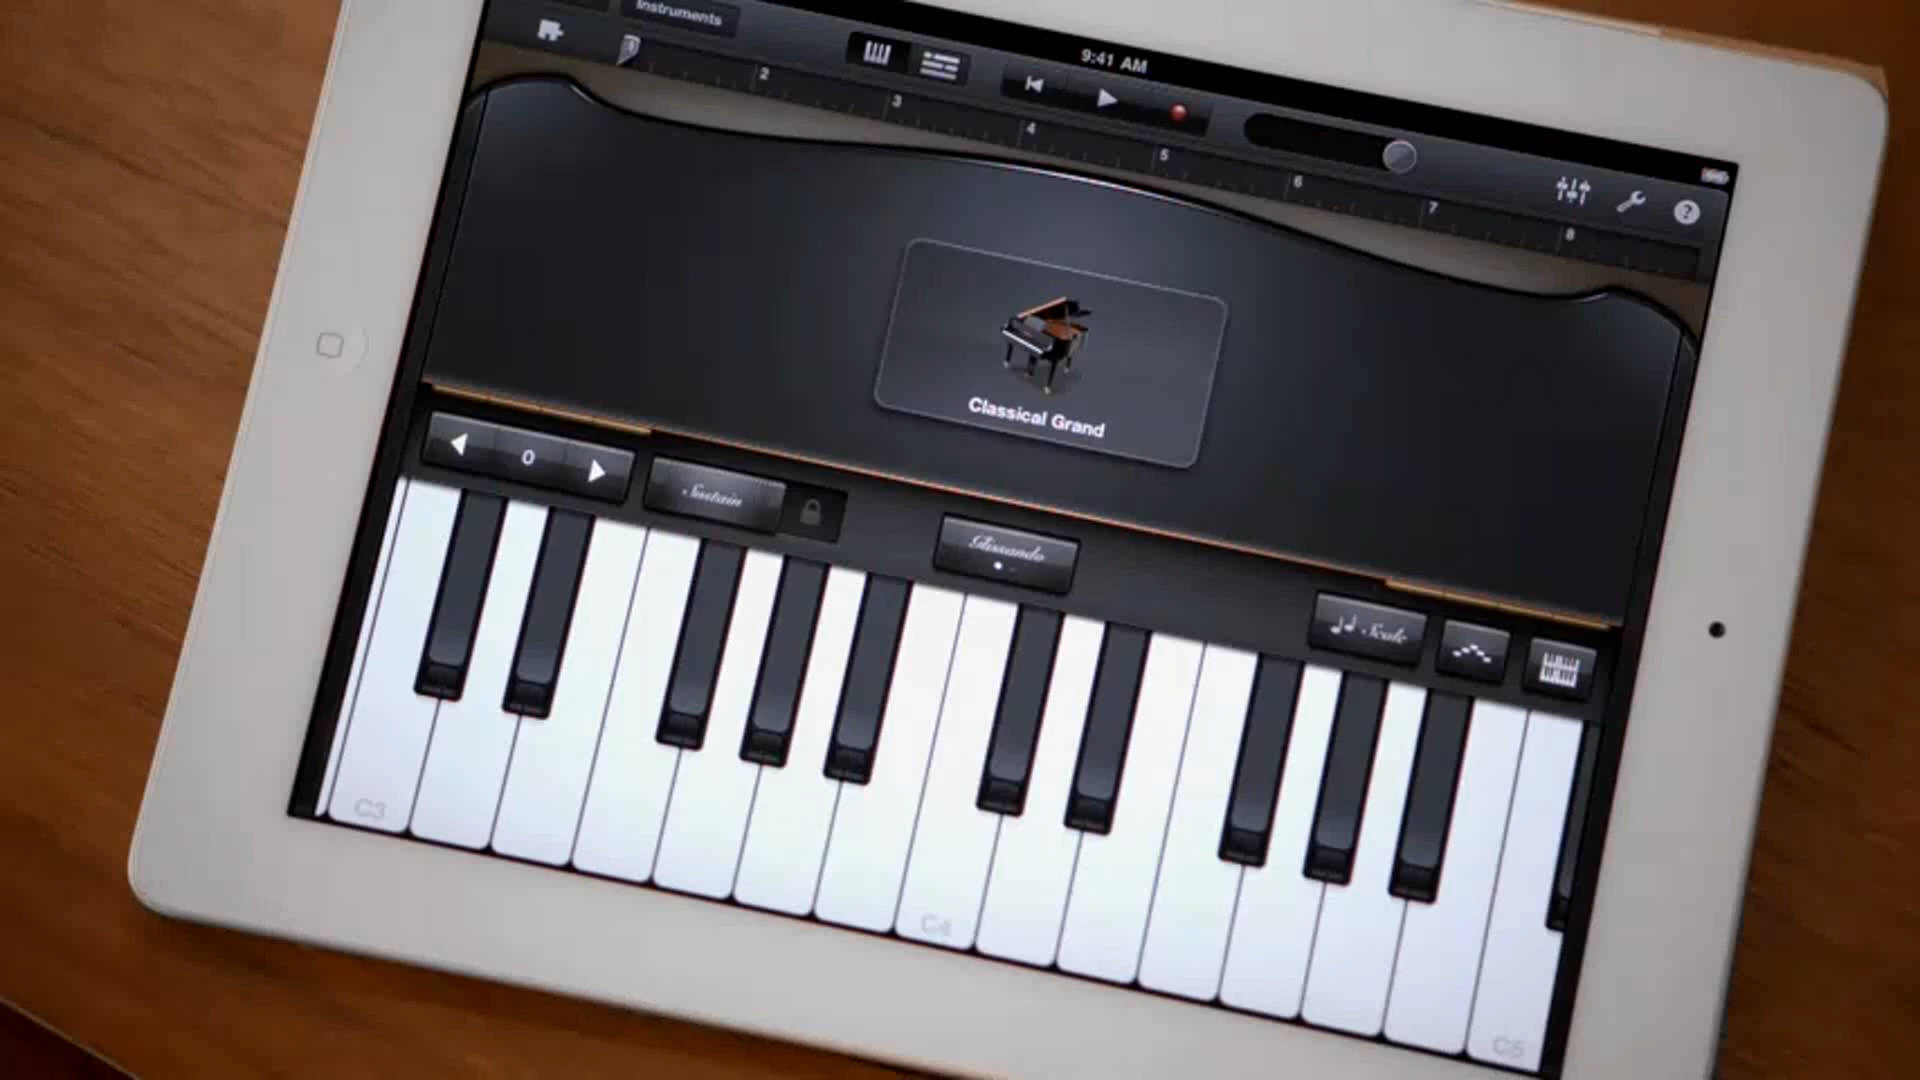 Instruments
9:41 AM
2
3
4
5
6
7
8
?
Classical Grand
0
Sustain
Glissando
Scale
C3
C4
C5